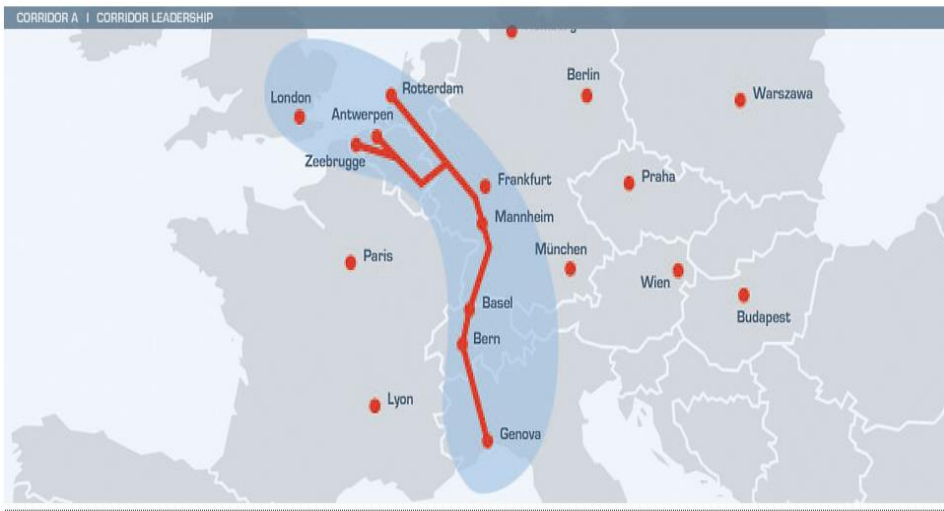 CORRIDOR A | CORRIDOR LEADERSHIP
Berlin
Rotterdam
Warszawa
London
Antwerpen
Zeebrugge
Frankfurt
Praha
Mannheim
München
Paris
Wien
Basel
Budapest
Bern
Lyon
Genova